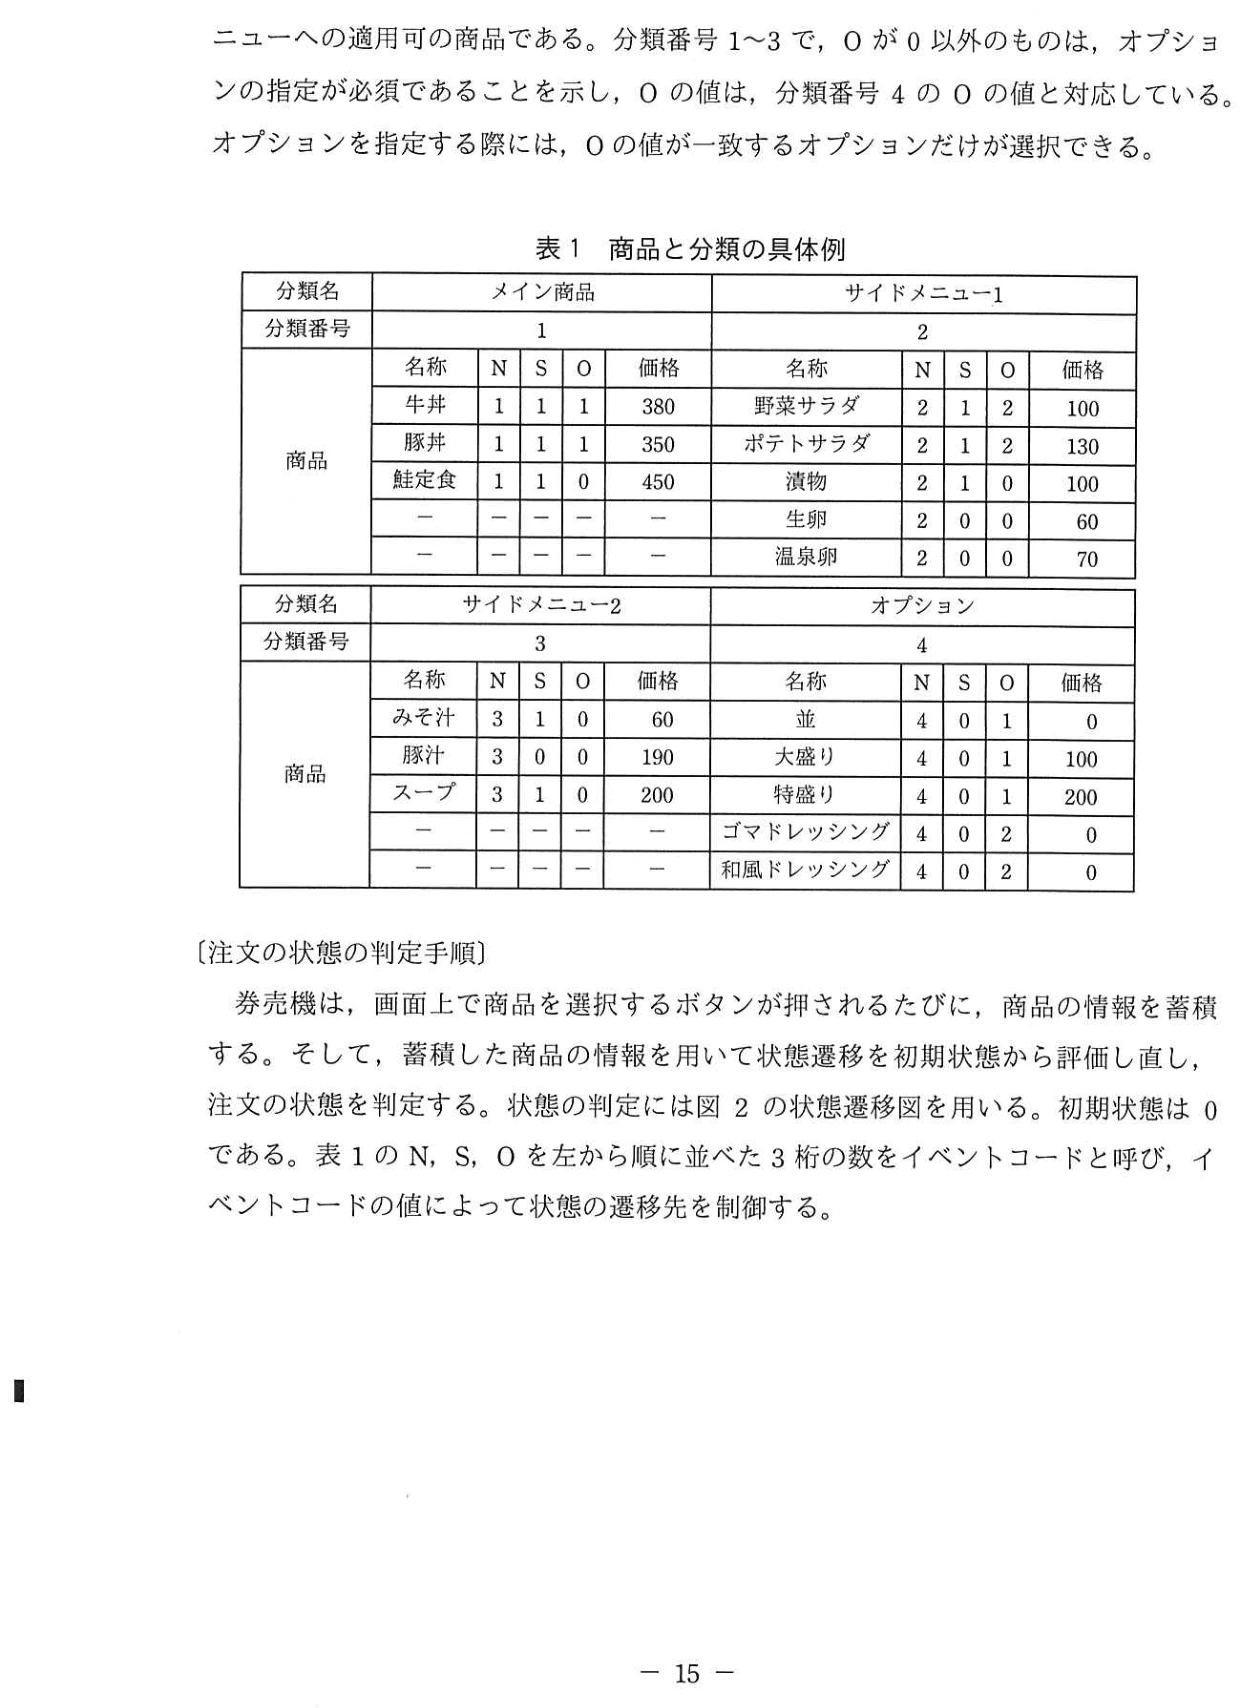 ニューへの適用可の商品である。分類番号 1～3 で，O が 0 以外のものは，オプショ
ンの指定が必須であることを示し，O の値は，分類番号 4 の O の値と対応している。
オプションを指定する際には，O の値が一致するオプションだけが選択できる。
表 1　商品と分類の具体例
分類名 メイン商品 サイドメニュー1
分類番号 1 2
名称 N S O 価格 名称 N S O 価格
牛丼 1 1 1 380 野菜サラダ 2 1 2 100
豚丼 1 1 1 350 ポテトサラダ 2 1 2 130
商品
鮭定食 1 1 0 450 漬物 2 1 0 100
－ － － － － 生卵 2 0 0 60
－ － － － － 温泉卵 2 0 0 70
分類名 サイドメニュー2 オプション
分類番号 3 4
名称 N S O 価格 名称 N S O 価格
みそ汁 3 1 0 60 並 4 0 1 0
豚汁 3 0 0 190 大盛り 4 0 1 100
商品
スープ 3 1 0 200 特盛り 4 0 1 200
－ － － － － ゴマドレッシング 4 0 2 0
－ － － － － 和風ドレッシング 4 0 2 0
〔注文の状態の判定手順〕
券売機は，画面上で商品を選択するボタンが押されるたびに，商品の情報を蓄積
する。そして，蓄積した商品の情報を用いて状態遷移を初期状態から評価し直し，
注文の状態を判定する。状態の判定には図 2 の状態遷移図を用いる。初期状態は 0
である。表 1 の N，S，O を左から順に並べた 3 桁の数をイベントコードと呼び，イ
ベントコードの値によって状態の遷移先を制御する。
－ 15 －